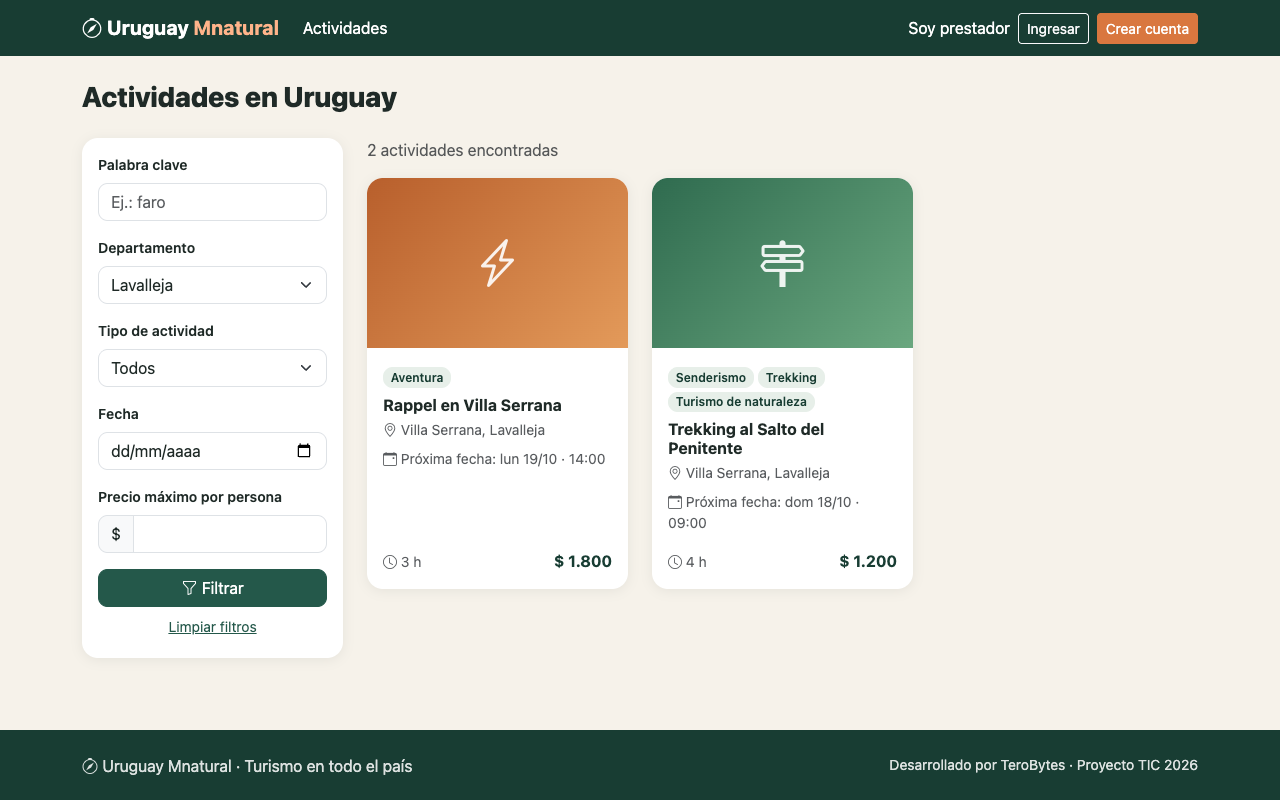 Uruguay Mnatural
Actividades
Soy prestador
Ingresar
Crear cuenta
Actividades en Uruguay
Palabra clave
Ej.: faro
Departamento
Lavalleja
Tipo de actividad
Todos
Fecha
dd/mm/aaaa
Precio máximo por persona
$
Filtrar
Limpiar filtros
2 actividades encontradas
Aventura
Rappel en Villa Serrana
Villa Serrana, Lavalleja
Próxima fecha: lun 19/10 · 14:00
3 h
$ 1.800
Senderismo
Trekking
Turismo de naturaleza
Trekking al Salto del
Penitente
Villa Serrana, Lavalleja
Próxima fecha: dom 18/10 ·
09:00
4 h
$ 1.200
Uruguay Mnatural · Turismo en todo el país
Desarrollado por TeroBytes · Proyecto TIC 2026